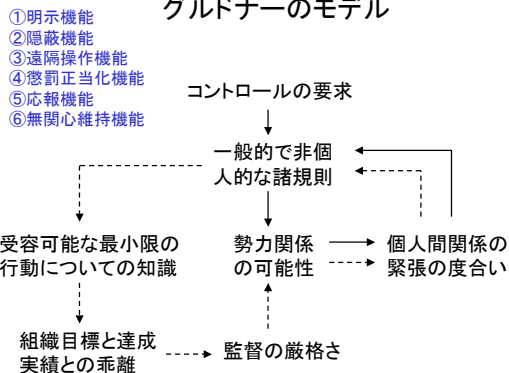 グルドナーのモデル
①明示機能
②隠蔽機能
③遠隔操作機能
④懲罰正当化機能
⑤応報機能
⑥無関心維持機能
コントロールの要求
一般的で非個
人的な諸規則
受容可能な最小限の
行動についての知識
勢力関係
の可能性
個人間関係の
緊張の度合い
組織目標と達成
実績との乖離
監督の厳格さ